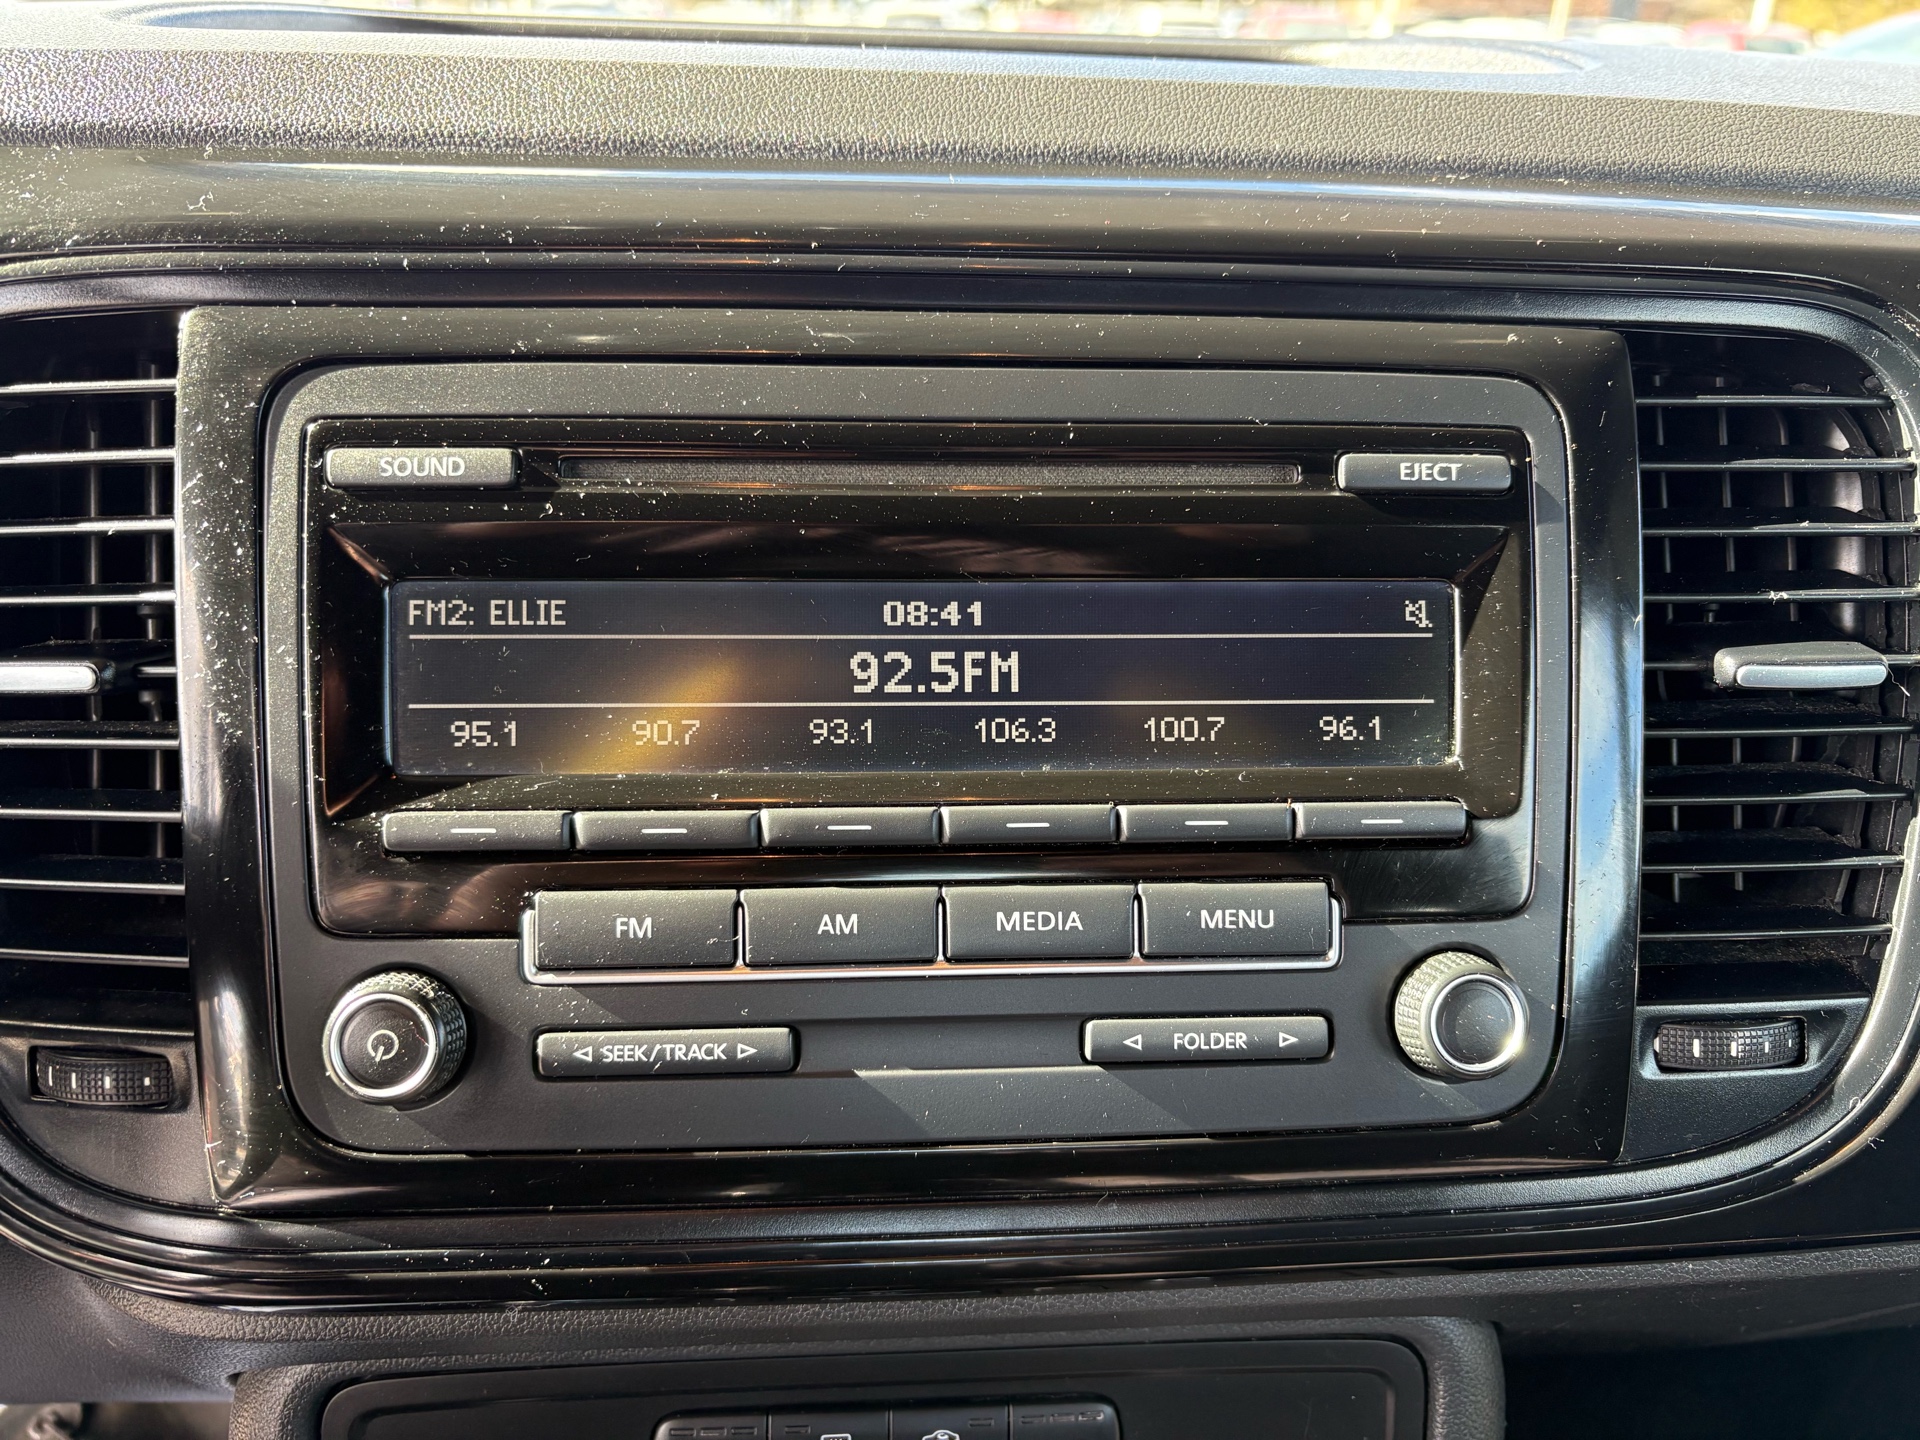 SOUND EJECT
FM2: ELLIE 08:41
92.5FM
95.1 90.7 93.1 106.3 100.7 96.1
FM AM MEDIA MENU
SEEK/TRACK FOLDER